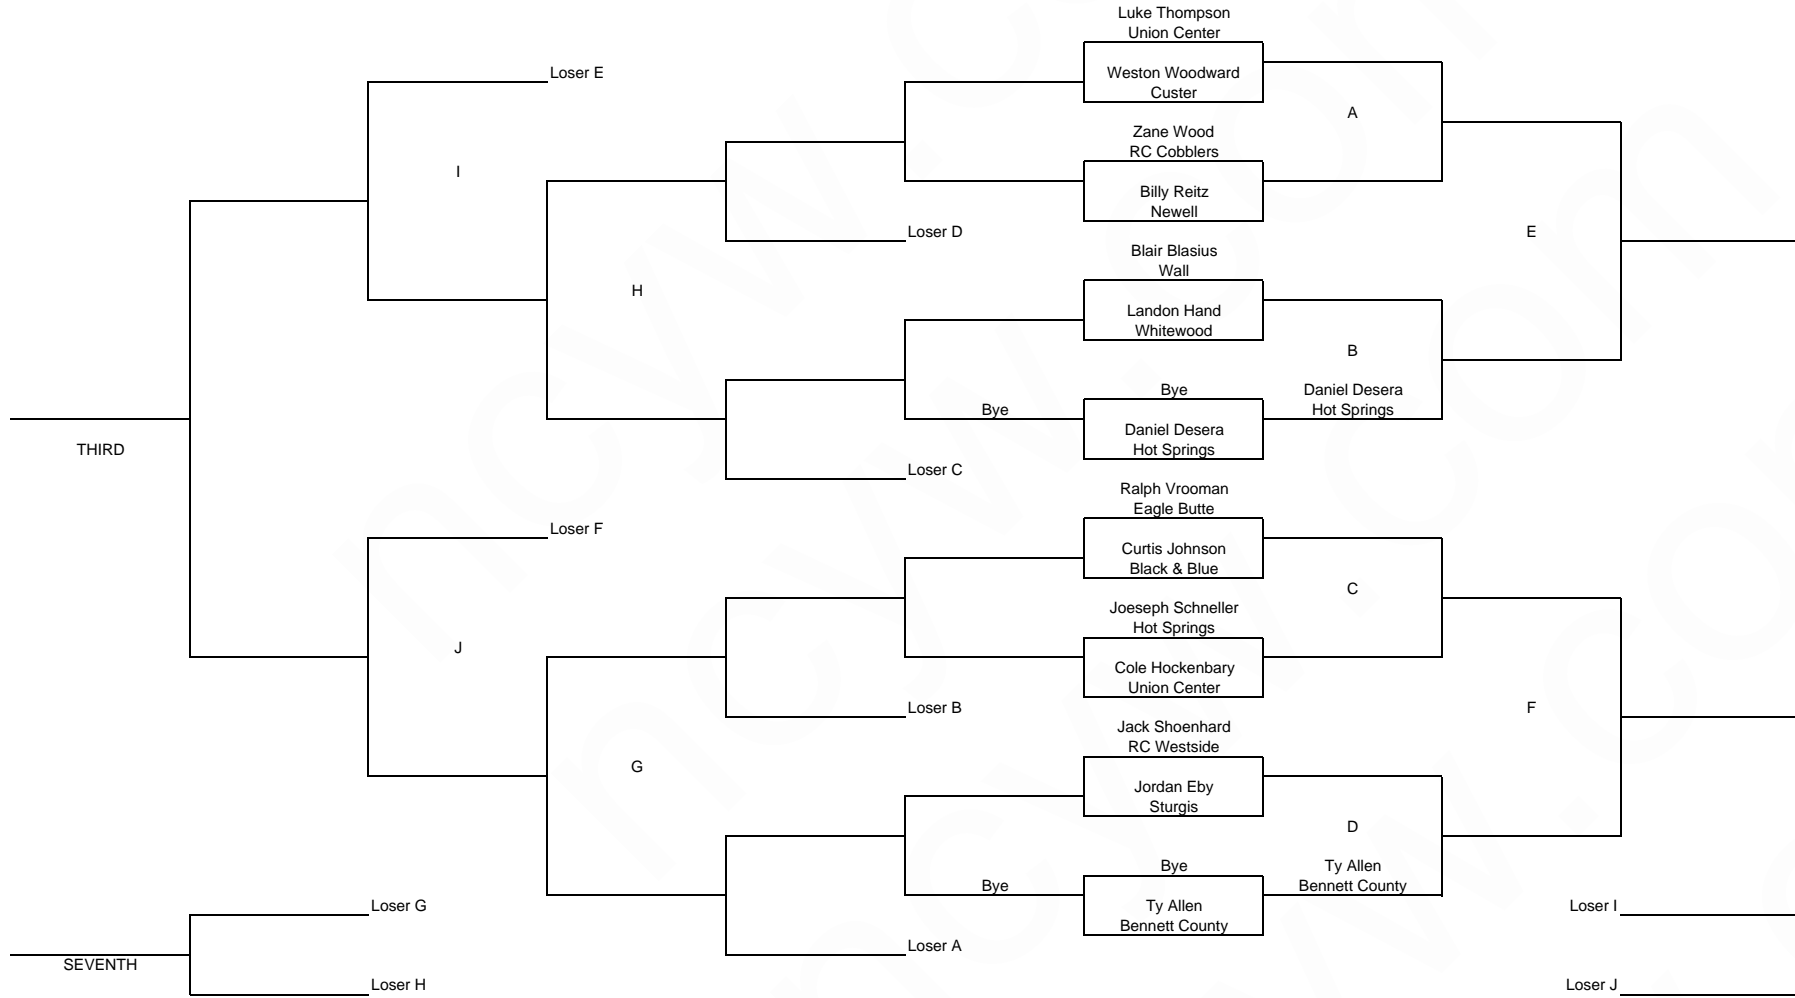 Luke Thompson
Union Center
Loser E
Weston Woodward
Custer
A
Zane Wood
RC Cobblers
I
Billy Reitz
Newell
Loser D
E
Blair Blasius
Wall
H
Landon Hand
Whitewood
B
Bye
Daniel Desera
Hot Springs
Bye
THIRD
Daniel Desera
Hot Springs
Loser C
Ralph Vrooman
Eagle Butte
Loser F
Curtis Johnson
Black & Blue
C
Joeseph Schneller
Hot Springs
J
Cole Hockenbary
Union Center
Loser B
F
Jack Shoenhard
RC Westside
G
Jordan Eby
Sturgis
D
Bye
Ty Allen
Bennett County
Bye
Loser G
Ty Allen
Bennett County
Loser I
Loser A
SEVENTH
Loser H
Loser J